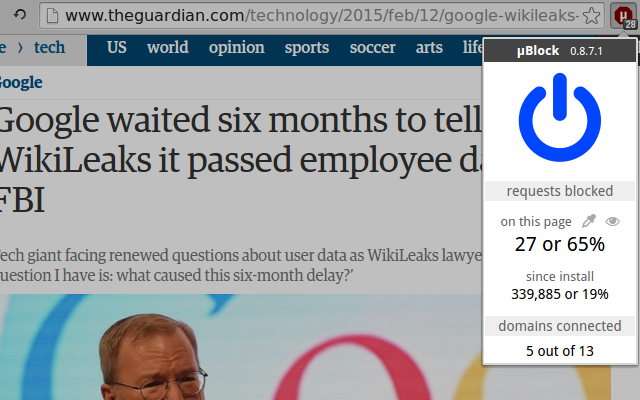 www.theguardian.com/technology/2015/feb/12/google-wikileaks-
µ
28
e › tech US world opinion sports soccer arts life
µBlock 0.8.7.1
Google
Google waited six months to tell
WikiLeaks it passed employee da
FBI
requests blocked
on this page
27 or 65%
Tech giant facing renewed questions about user data as WikiLeaks lawye
question I have is: what caused this six-month delay?'
since install
339,885 or 19%
domains connected
5 out of 13